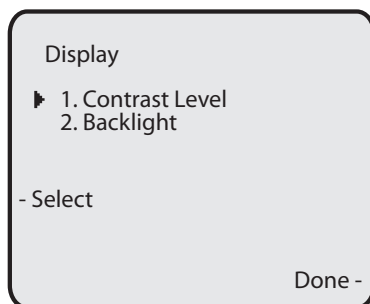 Display
1. Contrast Level
2. Backlight
- Select
Done -